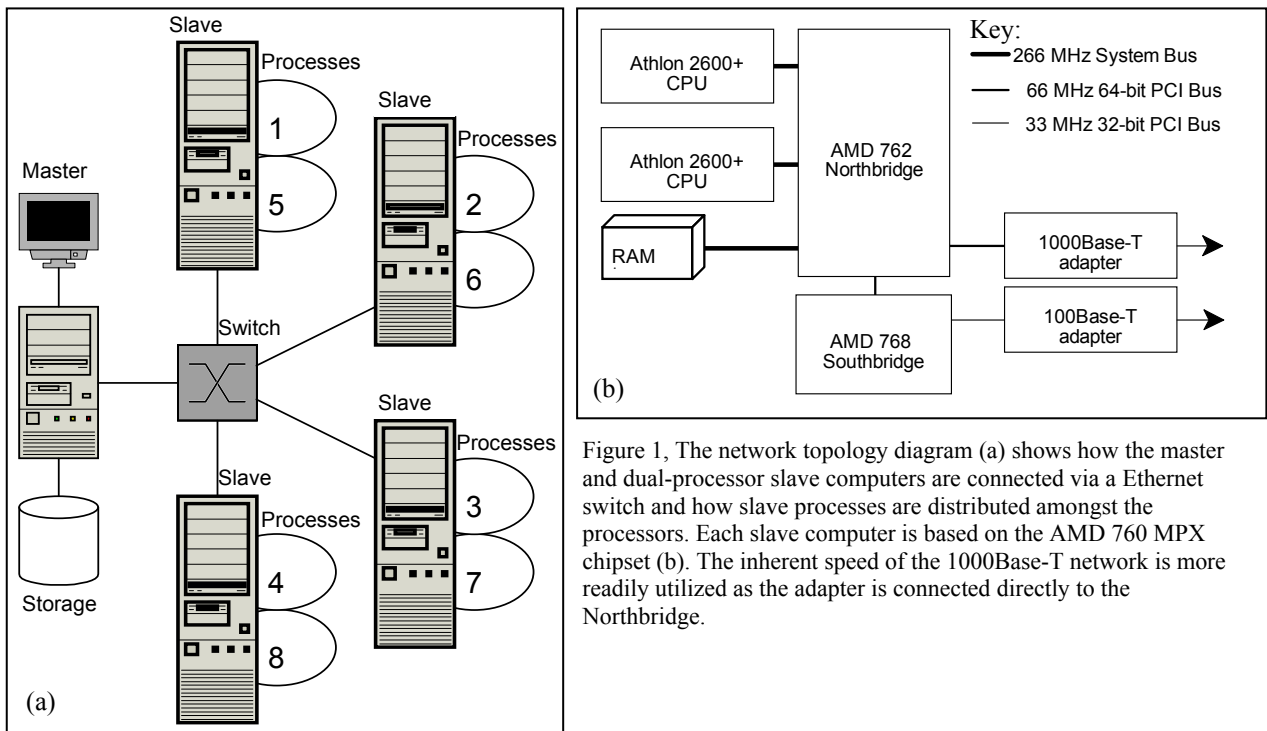 Slave
Processes
1
5
Slave
Processes
2
6
Master
Switch
Storage
Slave
Processes
3
7
Slave
Processes
4
8
(a)
Key:
266 MHz System Bus
66 MHz 64-bit PCI Bus
33 MHz 32-bit PCI Bus
Athlon 2600+
CPU
Athlon 2600+
CPU
AMD 762
Northbridge
RAM
1000Base-T
adapter
AMD 768
Southbridge
100Base-T
adapter
(b)
Figure 1, The network topology diagram (a) shows how the master
and dual-processor slave computers are connected via a Ethernet
switch and how slave processes are distributed amongst the
processors. Each slave computer is based on the AMD 760 MPX
chipset (b). The inherent speed of the 1000Base-T network is more
readily utilized as the adapter is connected directly to the
Northbridge.